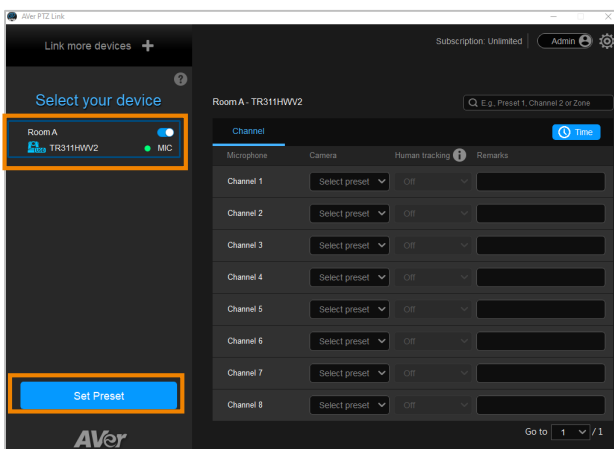 AVer PTZ Link
Link more devices +
Subscription: Unlimited
Admin
?
Select your device
Room A - TR311HWV2
E.g., Preset 1, Channel 2 or Zone
Room A
TR311HWV2 MIC
Channel
Time
Microphone Camera Human tracking i Remarks
Channel 1 Select preset Off
Channel 2 Select preset Off
Channel 3 Select preset Off
Channel 4 Select preset Off
Channel 5 Select preset Off
Channel 6 Select preset Off
Channel 7 Select preset Off
Channel 8 Select preset Off
Set Preset
AVer
Go to 1 /1